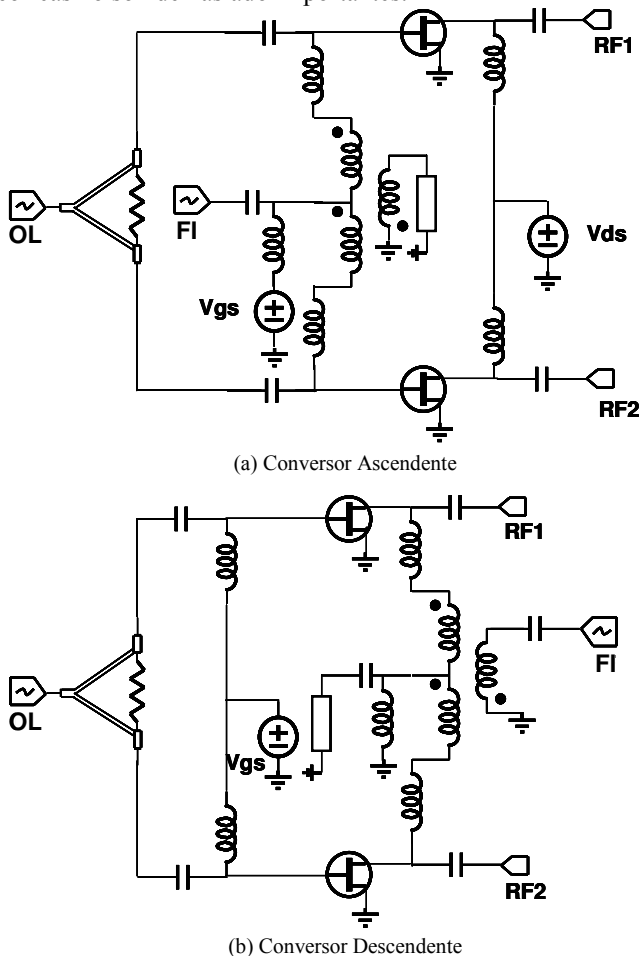 RF1
OL
FI
Vgs
Vds
RF2
(a) Conversor Ascendente
RF1
OL
FI
Vgs
RF2
(b) Conversor Descendente